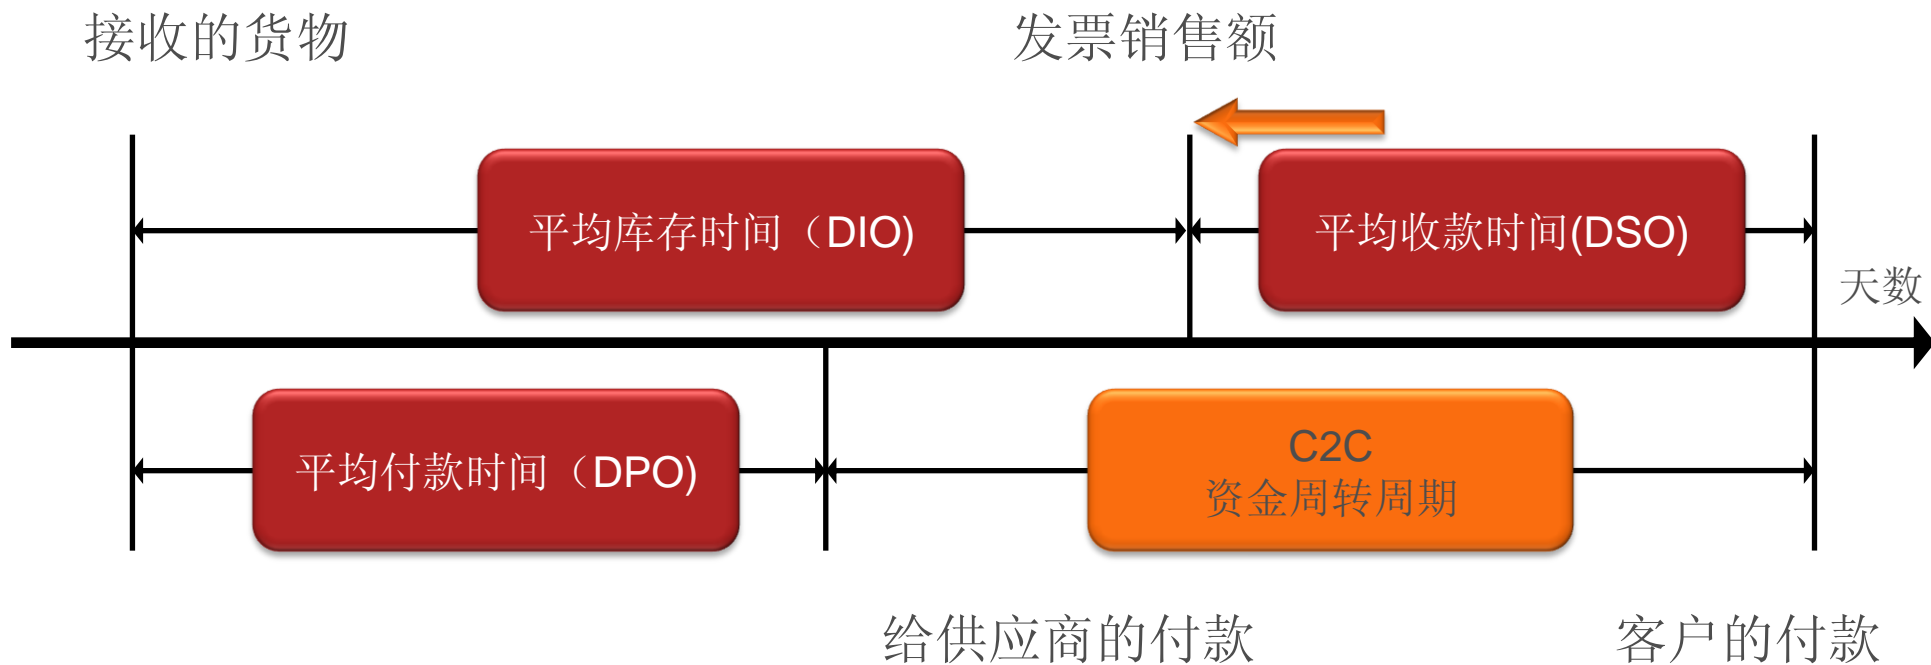 接收的货物
发票销售额
平均库存时间（DIO)
平均收款时间(DSO)
天数
平均付款时间（DPO)
C2C
资金周转周期
给供应商的付款
客户的付款